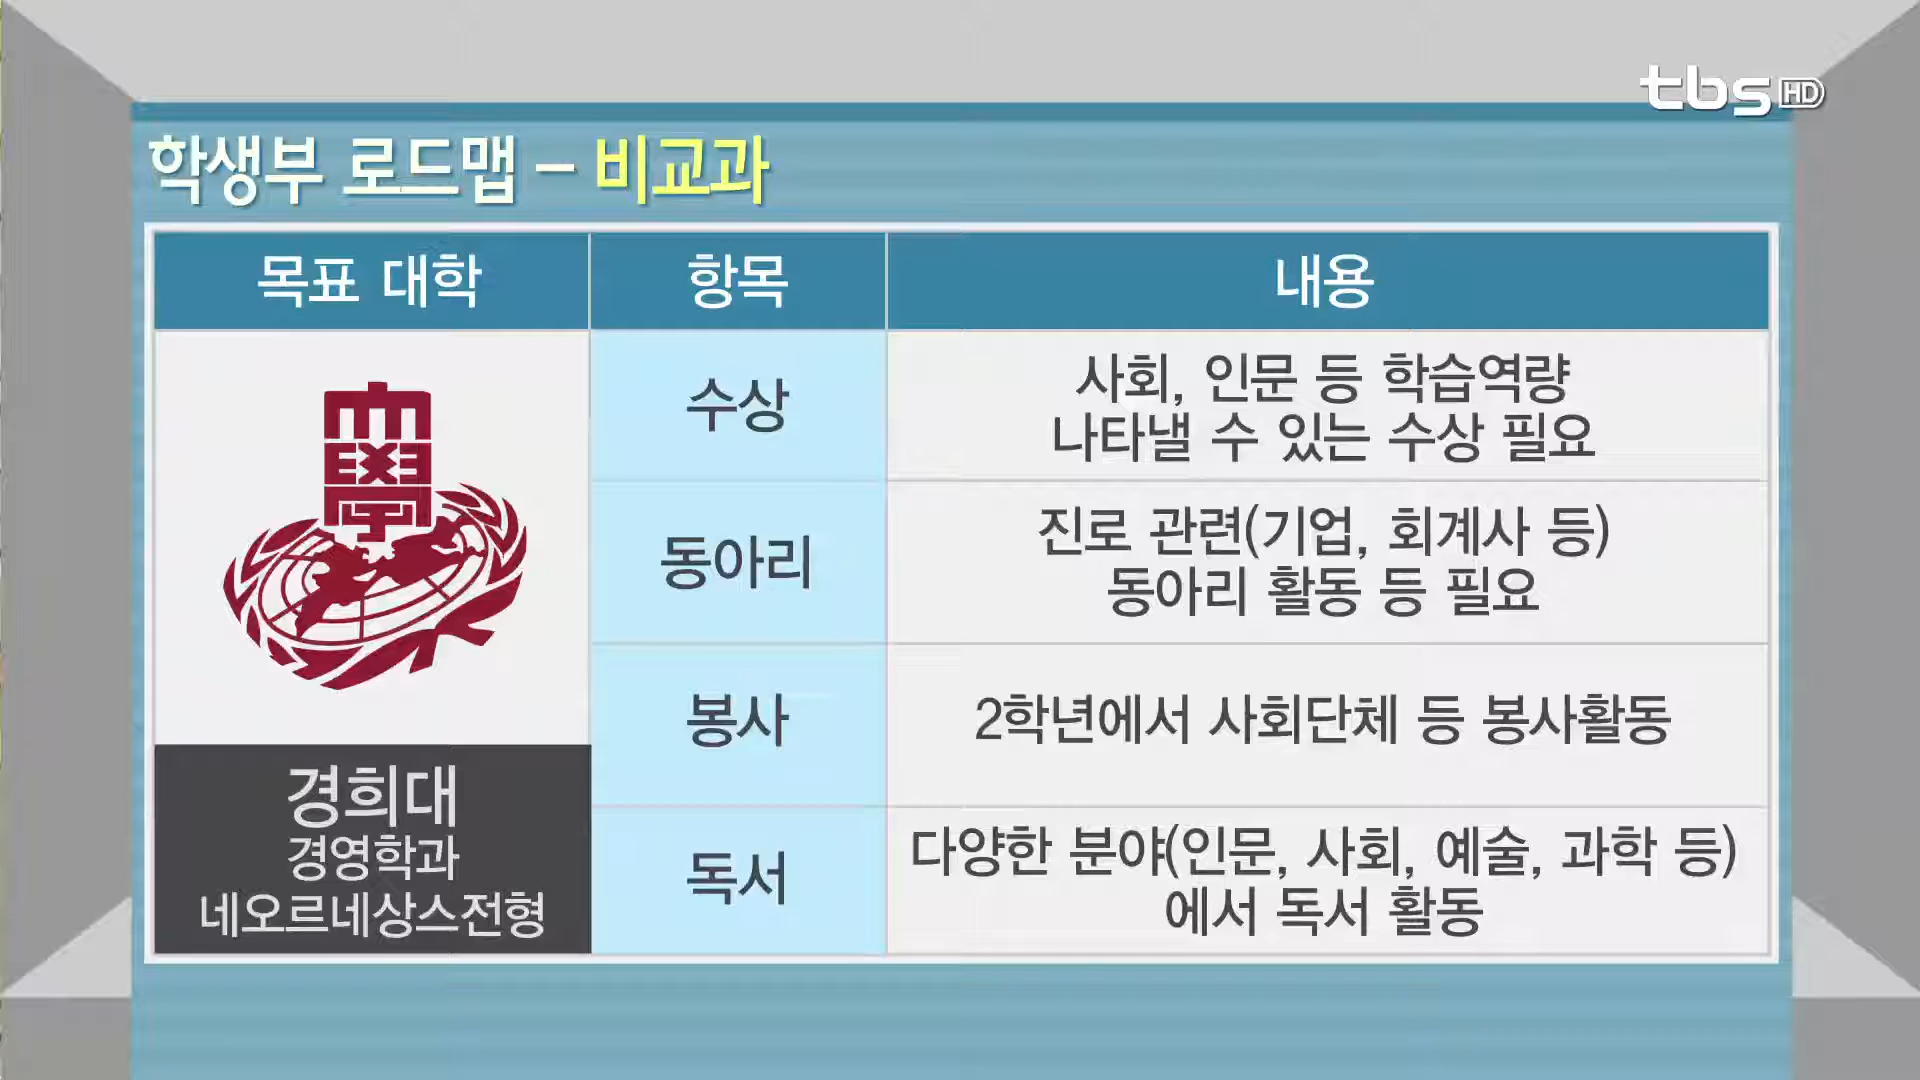 tbs HD
학생부 로드맵 - 비교과
목표 대학
항목
내용
大學
경희대
경영학과
네오르네상스전형
수상
사회, 인문 등 학습역량
나타낼 수 있는 수상 필요
동아리
진로 관련(기업, 회계사 등)
동아리 활동 등 필요
봉사
2학년에서 사회단체 등 봉사활동
독서
다양한 분야(인문, 사회, 예술, 과학 등)
에서 독서 활동